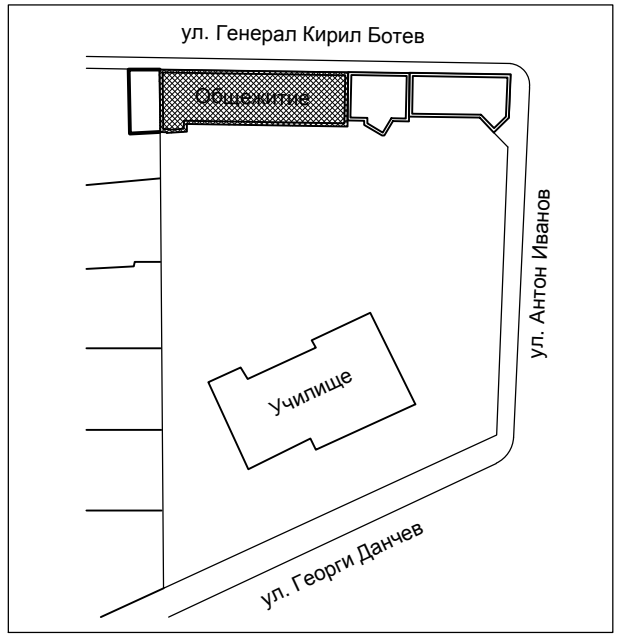 ул. Генерал Кирил Ботев
Общежитие
ул. Антон Иванов
Училище
ул. Георги Данчев